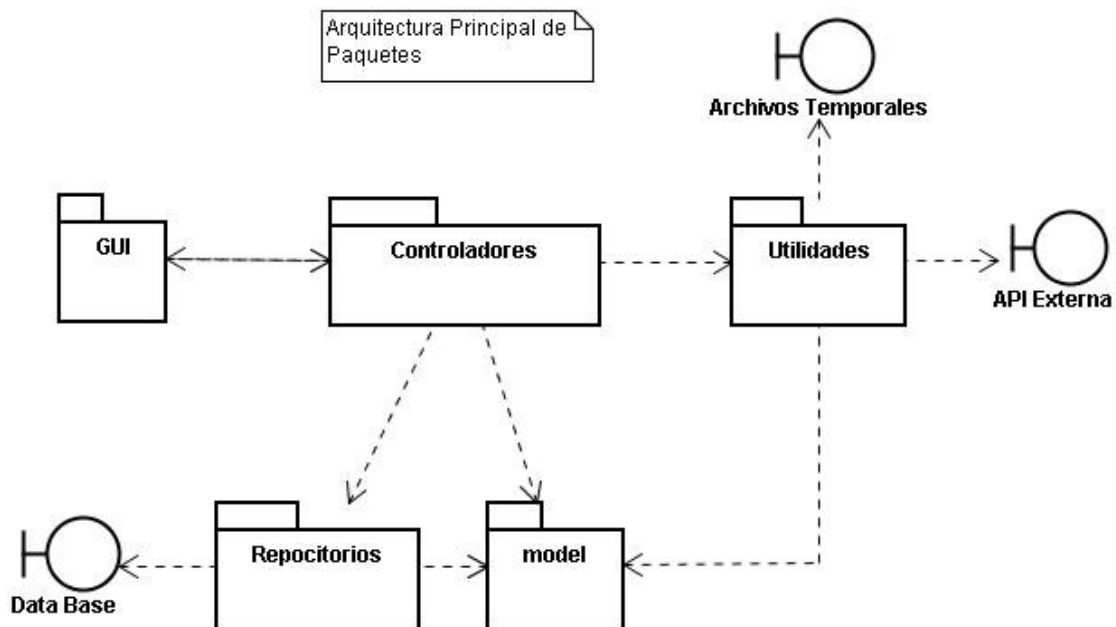 Arquitectura Principal de
Paquetes
Archivos Temporales
GUI
Controladores
Utilidades
API Externa
Repocitorios
model
Data Base